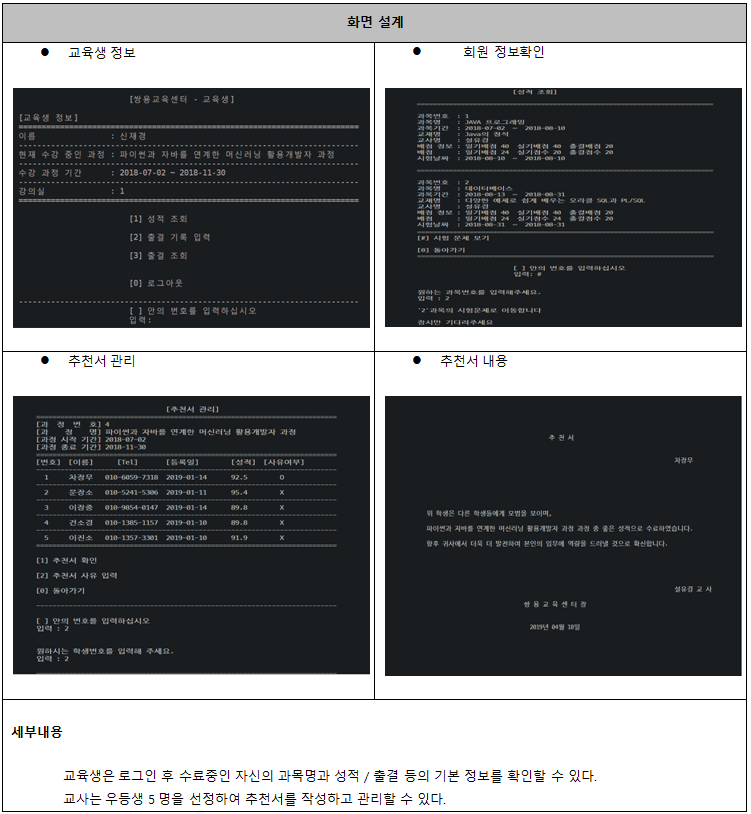 화면 설계
● 교육생 정보
[쌍용교육센터 - 교육생]
[교육생 정보]
이름 : 신재경
현재 수강 중인 과정 : 파이썬과 자바를 연계한 머신러닝 활용개발자 과정
수강 과정 기간 : 2018-07-02 ~ 2018-11-30
강의실 : 1
[1] 성적 조회
[2] 출결 기록 입력
[3] 출결 조회
[0] 로그아웃
[ ] 안의 번호를 입력하십시오
입력:
● 회원 정보확인
[성적 조회]
과목번호 : 1
과목명 : JAVA 프로그래밍
과목기간 : 2018-07-02 ~ 2018-08-10
교재명 : Java의 정석
교사명 : 설유경
배점 정보 : 필기배점 40 실기배점 40 출결배점 20
배점 : 필기배점 24 실기점수 20 출결점수 20
시험날짜 : 2018-08-10 ~ 2018-08-10
과목번호 : 2
과목명 : 데이터베이스
과목기간 : 2018-08-13 ~ 2018-08-31
교재명 : 다양한 예제로 쉽게 배우는 오라클 SQL과 PL/SQL
교사명 : 설유경
배점 정보 : 필기배점 40 실기배점 40 출결배점 20
배점 : 필기배점 24 실기점수 20 출결점수 20
시험날짜 : 2018-08-31 ~ 2018-08-31
[#] 시험 문제 보기
[0] 돌아가기
[ ] 안의 번호를 입력하십시오
입력: #
원하는 과목번호를 입력해주세요.
입력 : 2
'2'과목의 시험문제로 이동합니다
잠시만 기다려주세요
● 추천서 관리
[추천서 관리]
[과 정 번 호] 4
[과 정 명] 파이썬과 자바를 연계한 머신러닝 활용개발자 과정
[과정 시작 기간] 2018-07-02
[과정 종료 기간] 2018-11-30
[번호] [이름] [Tel] [등록일] [성적] [사유여부]
1 차정무 010-6059-7318 2019-01-14 92.5 O
2 문장소 010-5241-5306 2019-01-11 95.4 X
3 이장중 010-9854-0147 2019-01-14 89.8 X
4 건소경 010-1385-1157 2019-01-10 89.8 X
5 이진소 010-1357-3301 2019-01-10 91.9 X
[1] 추천서 확인
[2] 추천서 사유 입력
[0] 돌아가기
[ ] 안의 번호를 입력하십시오
입력 : 2
원하시는 학생번호를 입력해 주세요.
입력 : 2
● 추천서 내용
추 천 서
차정무
위 학생은 다른 학생들에게 모범을 보이며,
파이썬과 자바를 연계한 머신러닝 활용개발자 과정 과정 중 좋은 성적으로 수료하였습니다.
향후 귀사에서 더욱 더 발전하여 본인의 임무에 역량을 드러낼 것으로 확신합니다.
설유경 교 사
쌍 용 교 육 센 터 장
2019년 04월 18일
세부내용
교육생은 로그인 후 수료중인 자신의 과목명과 성적 / 출결 등의 기본 정보를 확인할 수 있다.
교사는 우등생 5 명을 선정하여 추천서를 작성하고 관리할 수 있다.